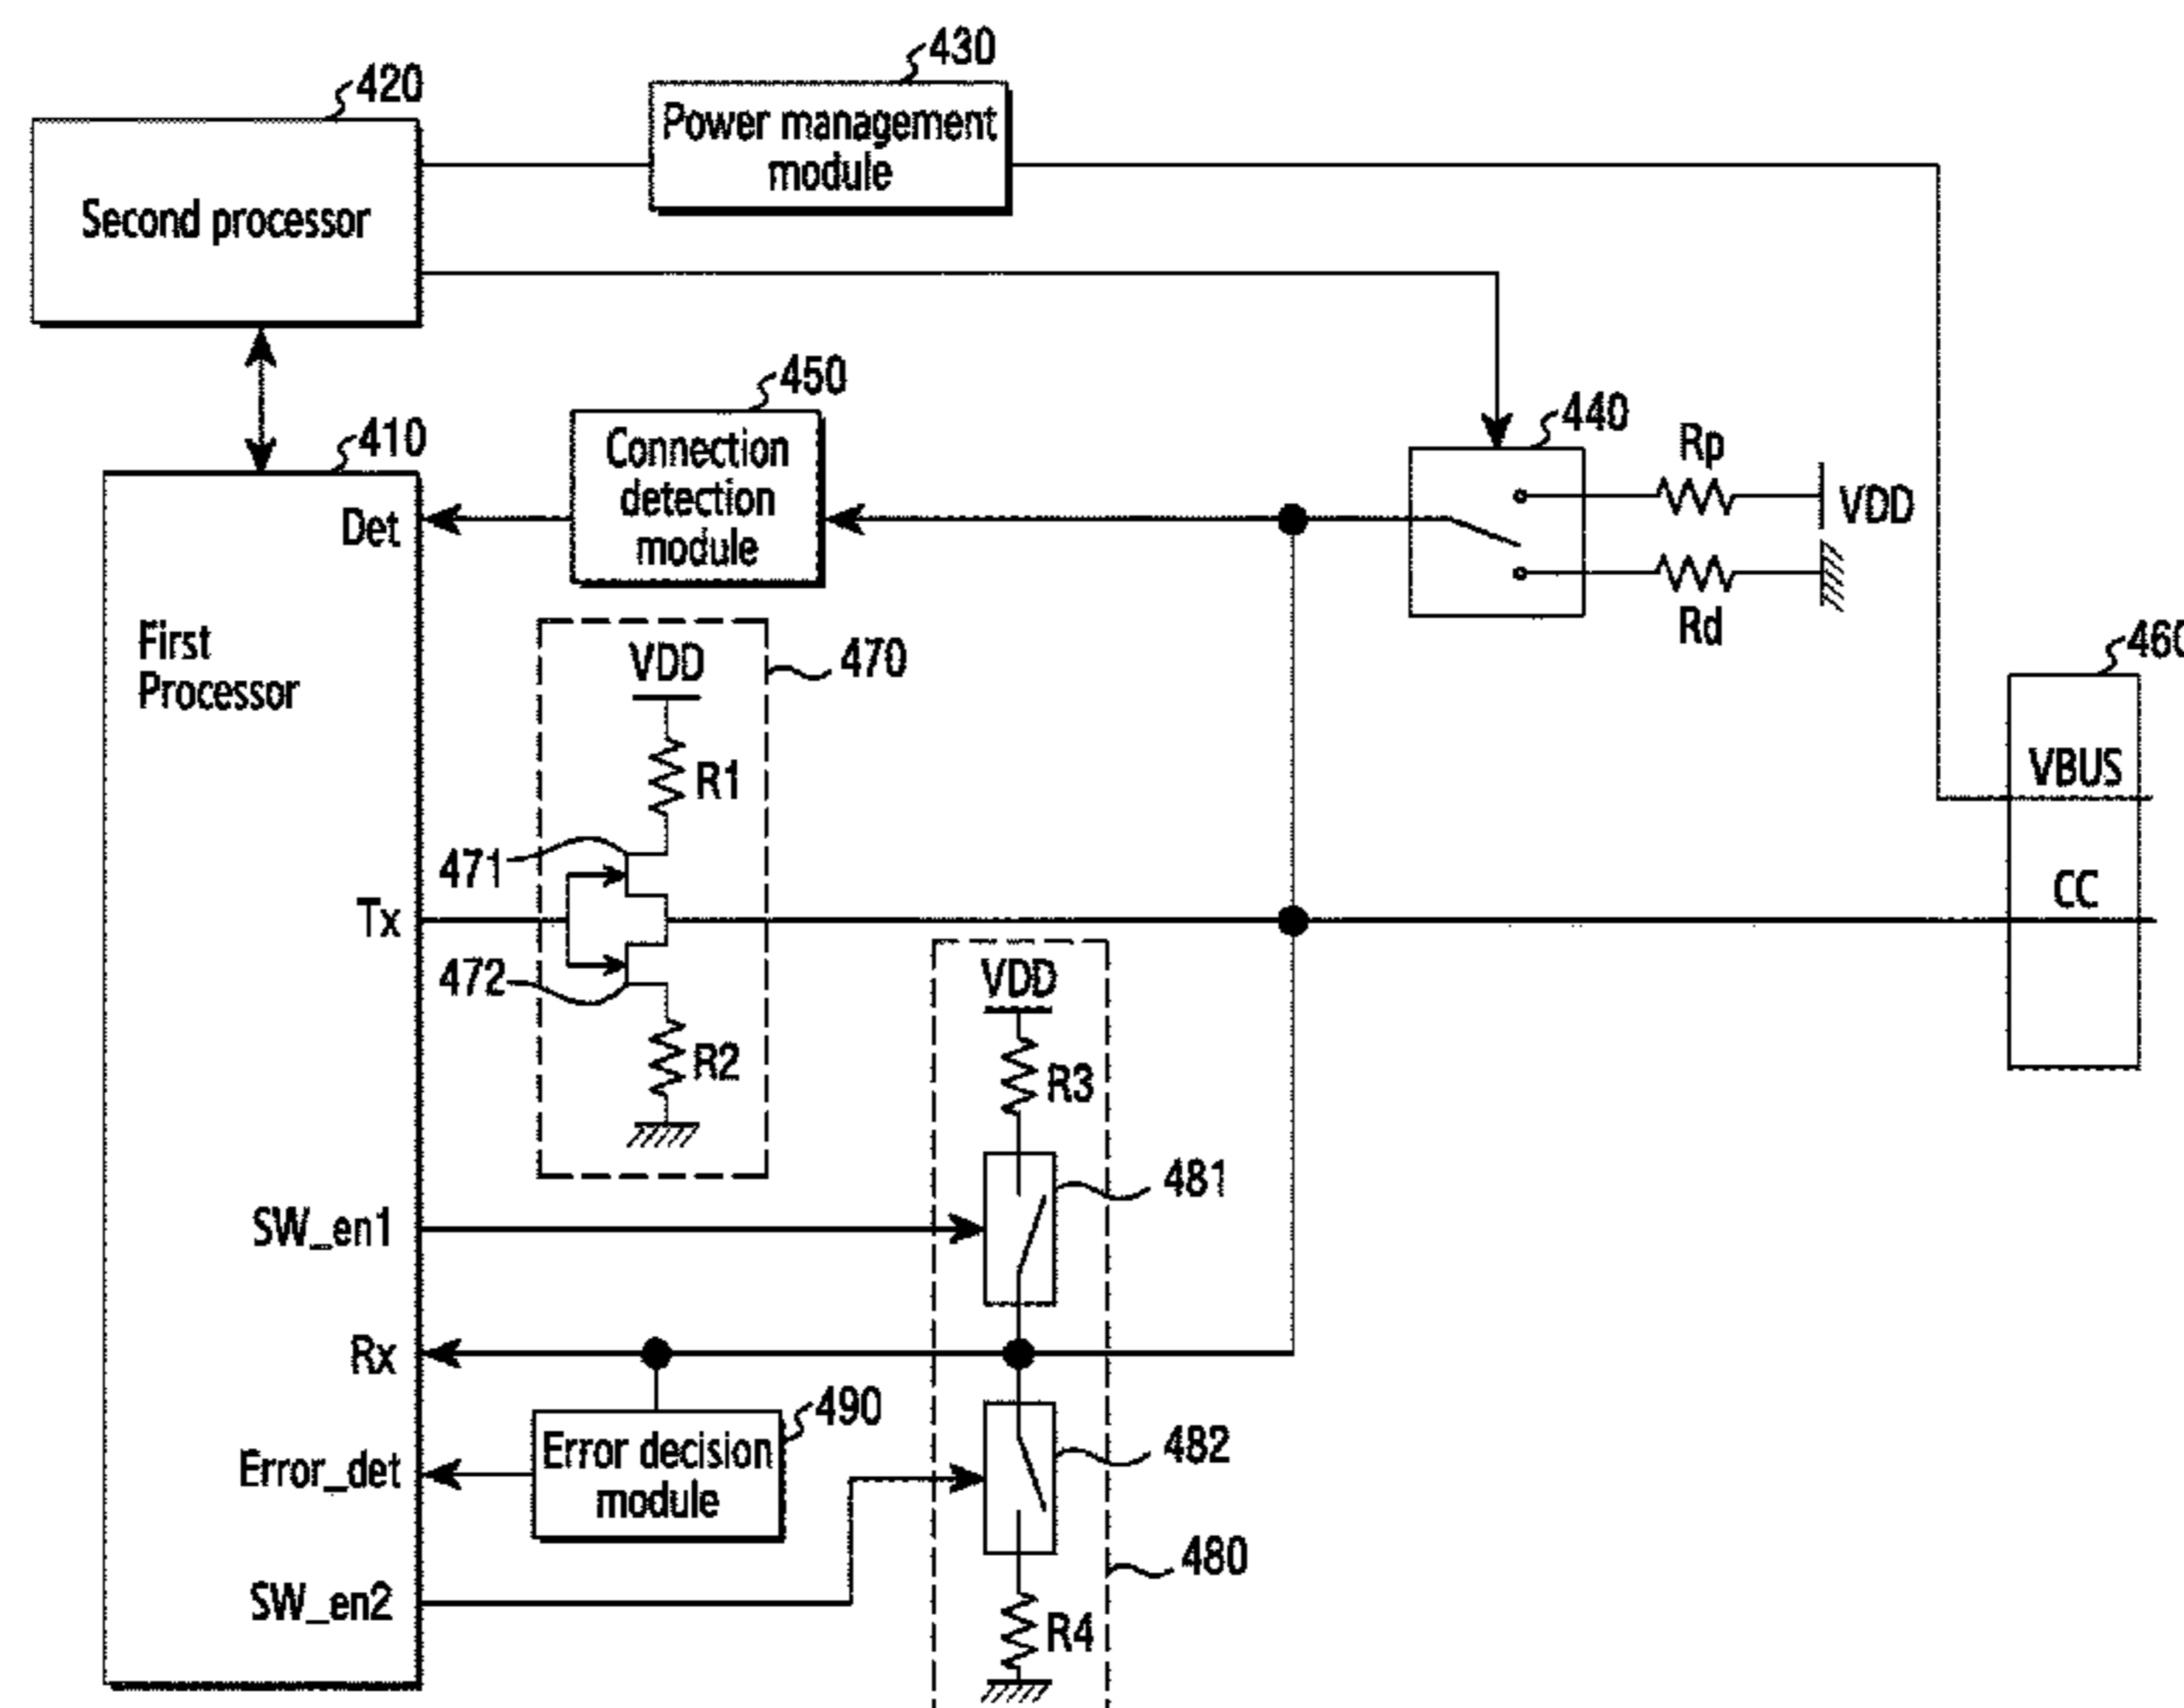 430
420
Power management
module
Second processor
450
440
410
Connection
detection
module
Rp
VDD
Det
Rd
First
Processor
VDD
470
460
R1
VBUS
471
CC
Tx
472
VDD
R2
R3
481
SW_en1
Rx
490
Error decision
module
482
Error_det
480
SW_en2
R4